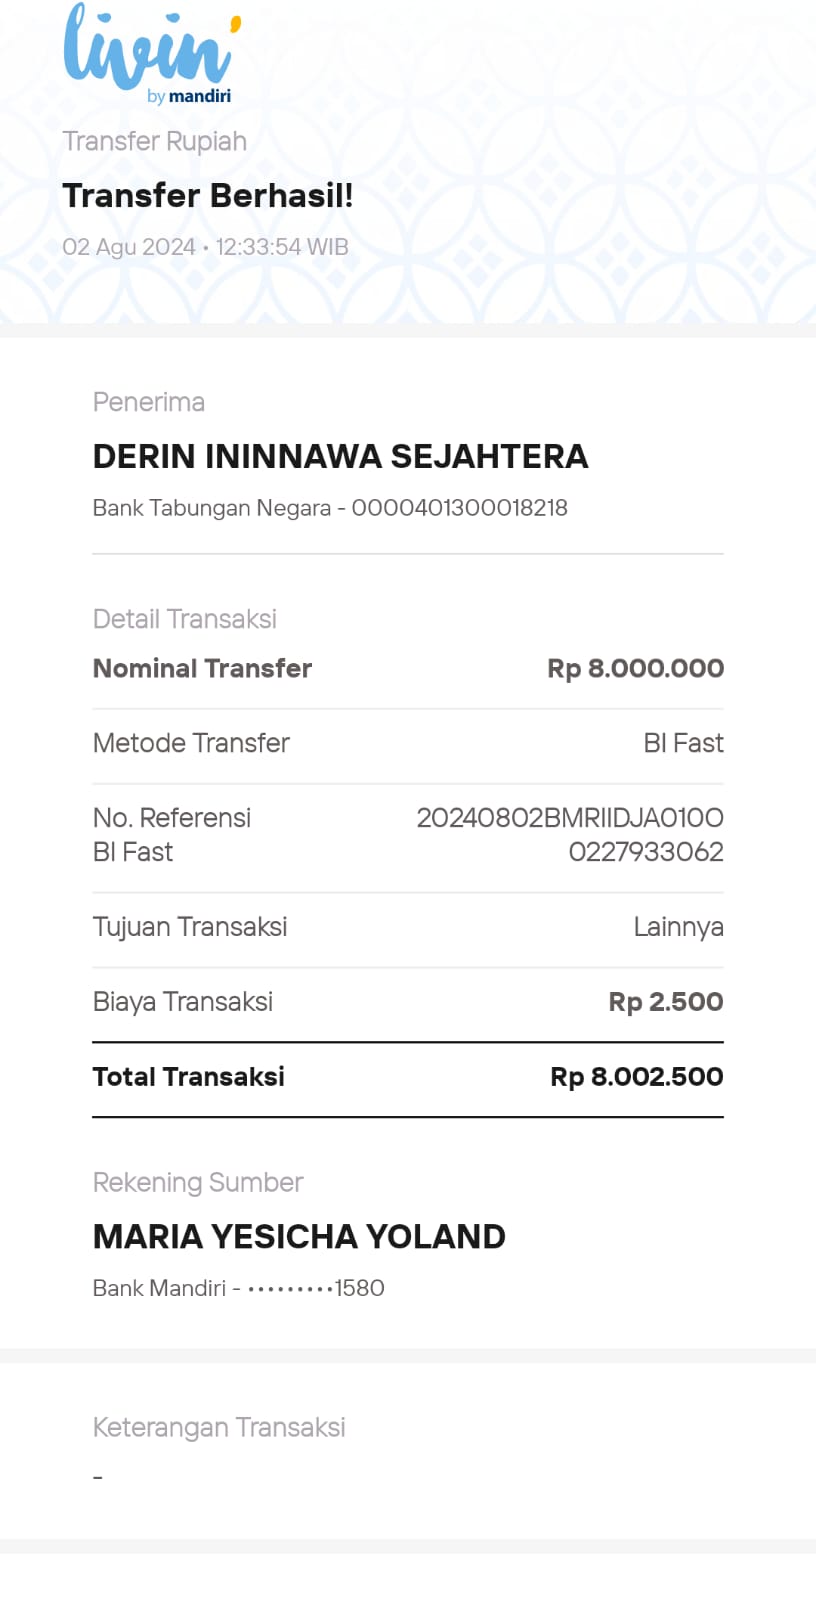 livin'
by mandiri
Transfer Rupiah
Transfer Berhasil!
02 Agu 2024 • 12:33:54 WIB
Penerima
DERIN ININNAWA SEJAHTERA
Bank Tabungan Negara - 0000401300018218
Detail Transaksi
Nominal Transfer Rp 8.000.000
Metode Transfer BI Fast
No. Referensi 20240802BMRIIDJA010O
BI Fast 0227933062
Tujuan Transaksi Lainnya
Biaya Transaksi Rp 2.500
Total Transaksi Rp 8.002.500
Rekening Sumber
MARIA YESICHA YOLAND
Bank Mandiri - •••••••••1580
Keterangan Transaksi
-